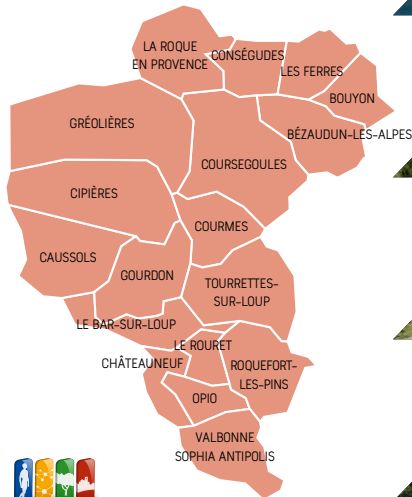 LA ROQUE
EN PROVENCE
CONSÉGUDES
LES FERRES
BOUYON
GRÉOLIÈRES
BÉZAUDUN-LES-ALPES
COURSEGOULES
CIPIÈRES
COURMES
CAUSSOLS
GOURDON
TOURRETTES-
SUR-LOUP
LE BAR-SUR-LOUP
LE ROURET
CHÂTEAUNEUF
ROQUEFORT-
LES-PINS
OPIO
VALBONNE
SOPHIA ANTIPOLIS